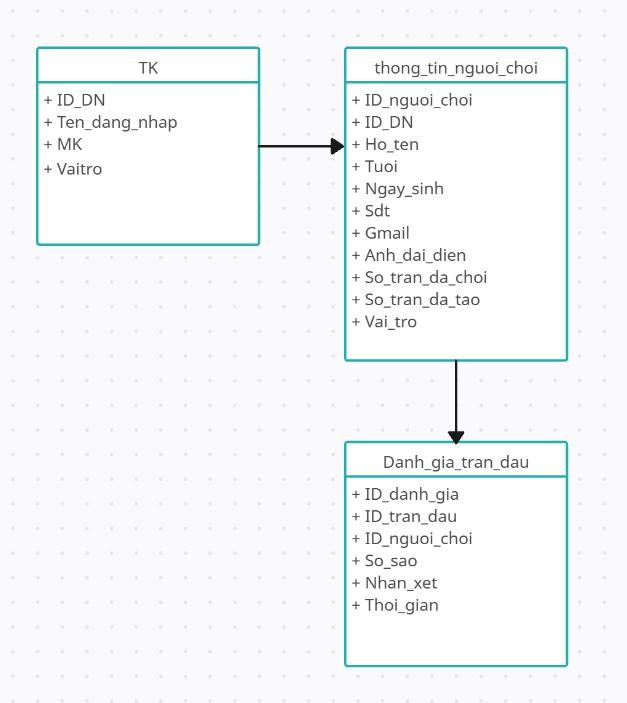 TK
+ ID_DN
+ Ten_dang_nhap
+ MK
+ Vaitro
thong_tin_nguoi_choi
+ ID_nguoi_choi
+ ID_DN
+ Ho_ten
+ Tuoi
+ Ngay_sinh
+ Sdt
+ Gmail
+ Anh_dai_dien
+ So_tran_da_choi
+ So_tran_da_tao
+ Vai_tro
Danh_gia_tran_dau
+ ID_danh_gia
+ ID_tran_dau
+ ID_nguoi_choi
+ So_sao
+ Nhan_xet
+ Thoi_gian